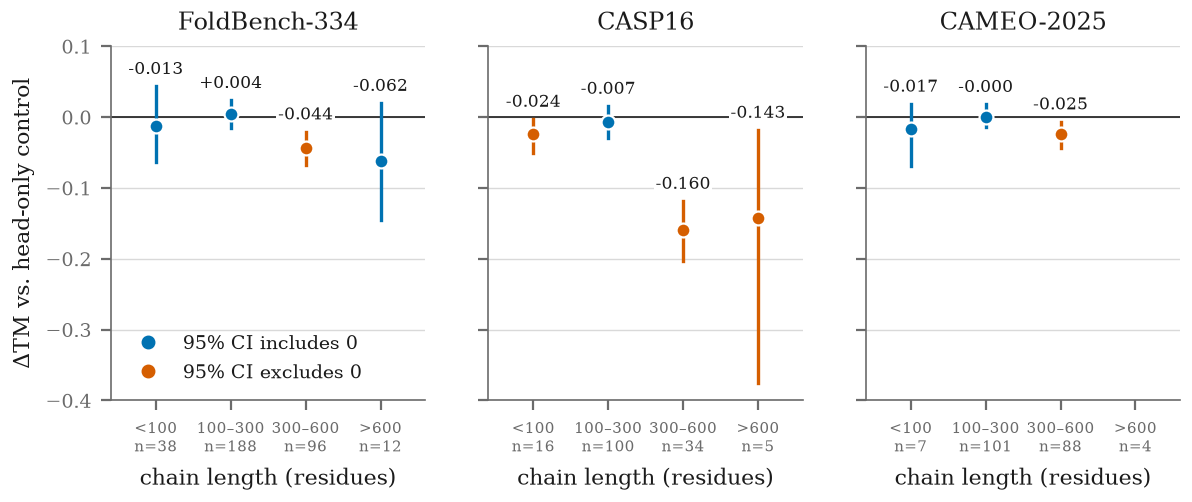 FoldBench-334
CASP16
CAMEO-2025
ΔTM vs. head-only control
0.1
0.0
−0.1
−0.2
−0.3
−0.4
-0.013
+0.004
-0.044
-0.062
95% CI includes 0
95% CI excludes 0
<100
n=38
100–300
n=188
300–600
n=96
>600
n=12
chain length (residues)
-0.024
-0.007
-0.160
-0.143
<100
n=16
100–300
n=100
300–600
n=34
>600
n=5
chain length (residues)
-0.017
-0.000
-0.025
<100
n=7
100–300
n=101
300–600
n=88
>600
n=4
chain length (residues)